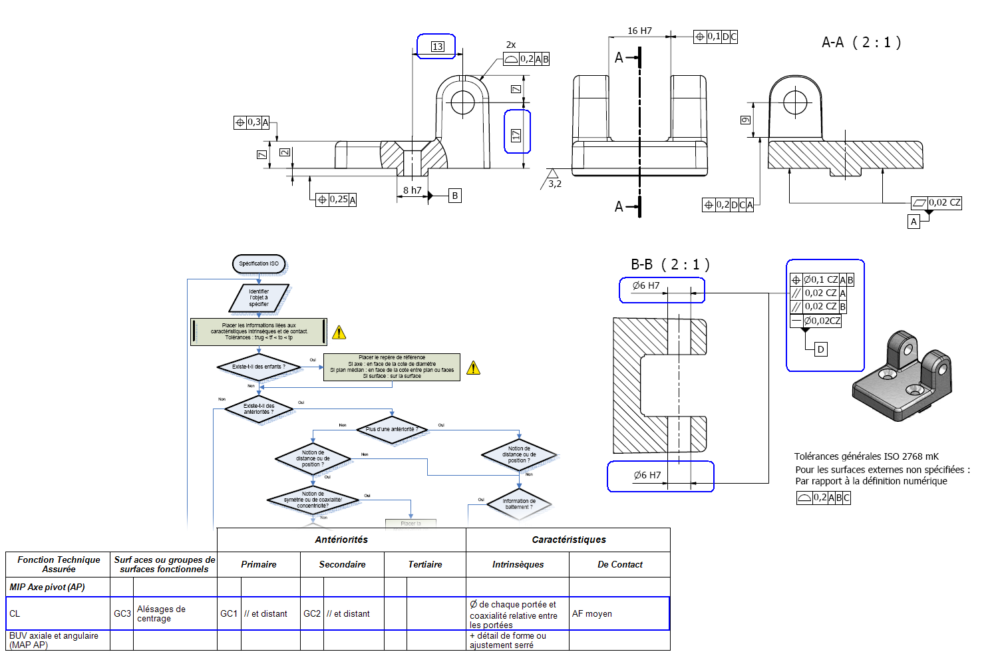 16 H7
0,1 D C
A-A ( 2 : 1 )
13
2x
0,2 A B
A
7
0,3 A
17
9
7
2
3,2
8 h7
B
0,25 A
A
0,2 D C A
0,02 CZ
A
Spécification ISO
Identifier
l'objet à
spécifier
Placer les informations liées aux
caractéristiques intrinsèques et de contact.
Tolérances : trug < tf < to < tp
Existe-t-il des enfants ?
Oui
Placer le repère de référence
Si axe : en face de la cote de diamètre
Si plan médian : en face de la cote entre plan ou faces
Si surface : sur la surface
Non
Existe-t-il des
antériorités ?
Non
Oui
Plus d'une antériorité ?
Non
Oui
Notion de
distance ou de
position ?
Non
Oui
Notion de
distance ou de
position ?
Non
Notion de
symétrie ou de coaxialité/
concentricité?
Oui
Non
Information de
battement ?
Oui
Placer la
B-B ( 2 : 1 )
Ø6 H7
Ø0,1 CZ A B
// 0,02 CZ A
// 0,02 CZ B
Ø0,02CZ
D
Ø6 H7
Tolérances générales ISO 2768 mK
Pour les surfaces externes non spécifiées :
Par rapport à la définition numérique
0,2 A B C
Antériorités Caractéristiques
Fonction Technique
Assurée
Surf aces ou groupes de
surfaces fonctionnels
Primaire Secondaire Tertiaire Intrinsèques De Contact
MIP Axe pivot (AP)
CL
GC3
Alésages de
centrage
GC1 // et distant GC2 // et distant
Ø de chaque portée et
coaxialité relative entre
les portées
AF moyen
BUV axiale et angulaire
(MAP AP)
+ détail de forme ou
ajustement serré